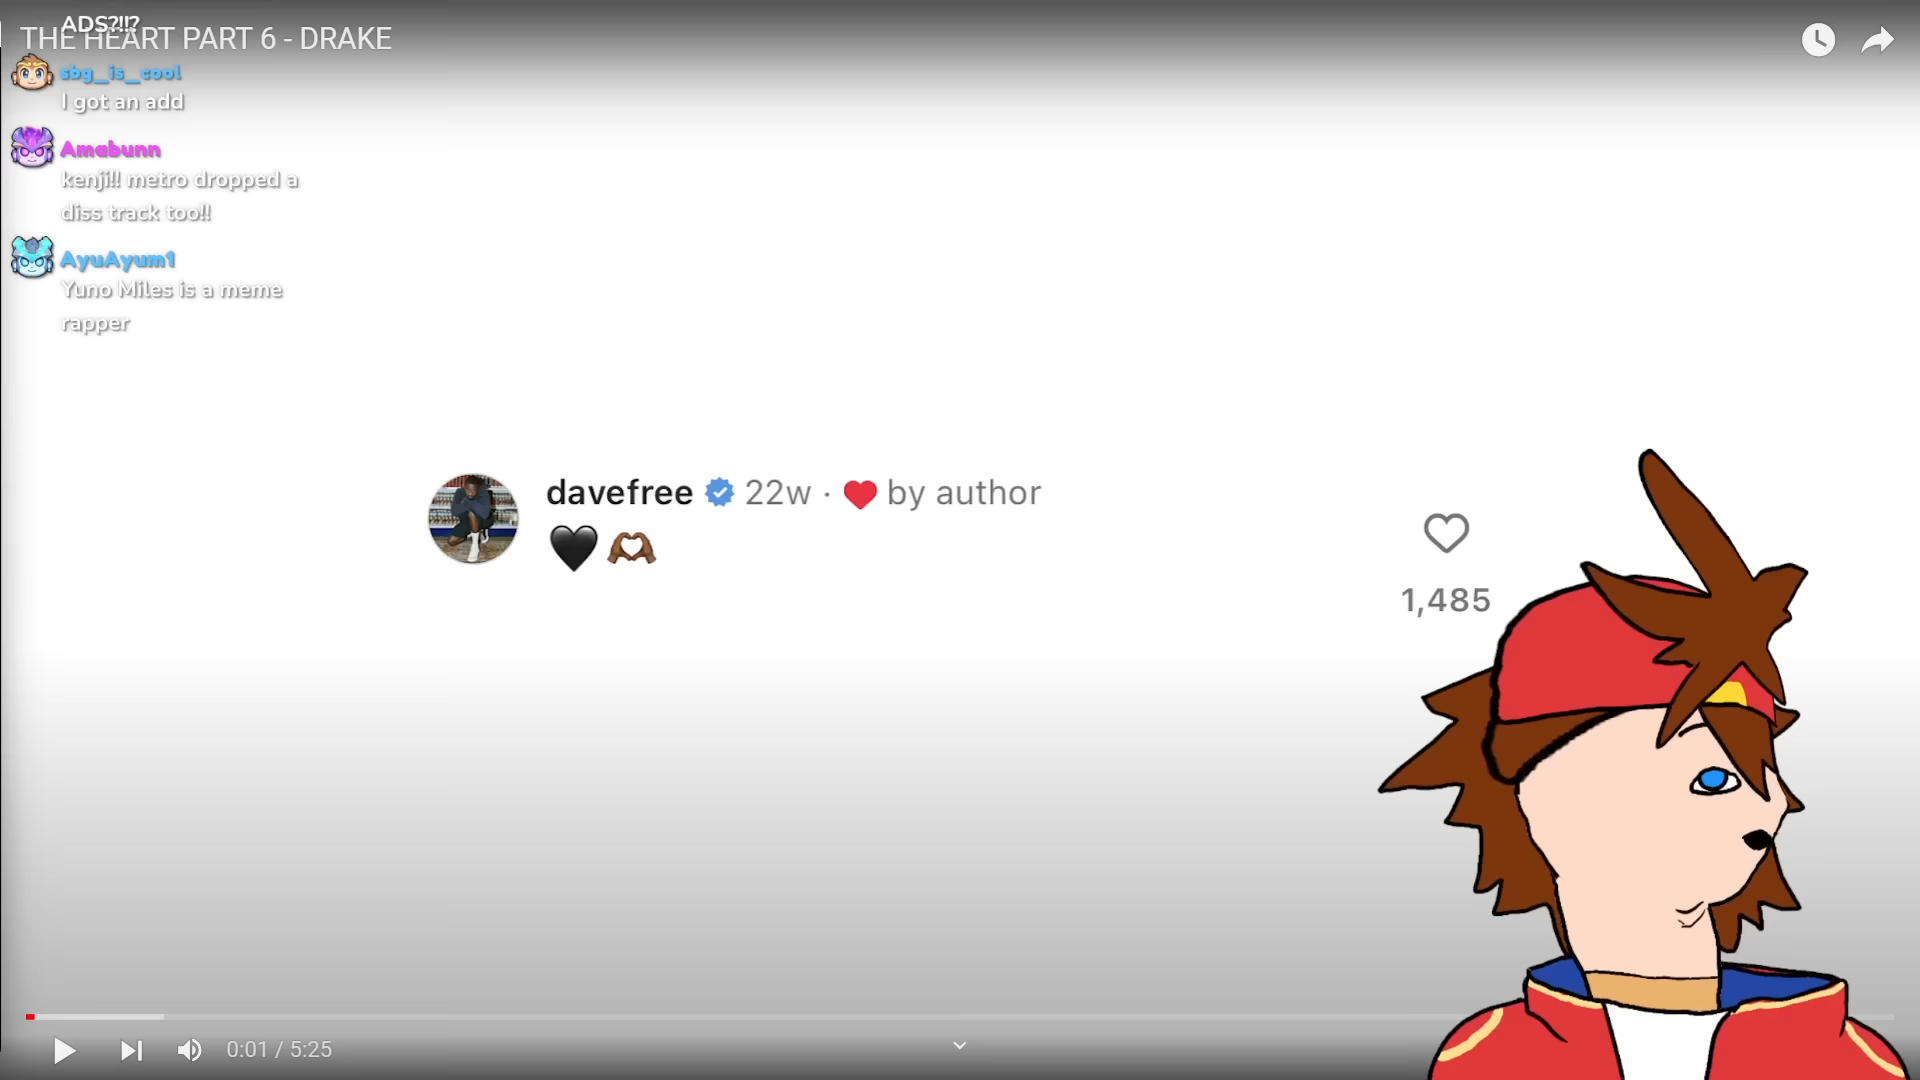 ADS?!!?
THE HEART PART 6 - DRAKE
sbg_is_cool
I got an add
Amabunn
kenji!! metro dropped a
diss track too!!
AyuAyum1
Yuno Miles is a meme
rapper
davefree 22w · ❤️ by author
🖤 🫶🏾
1,485
0:01 / 5:25